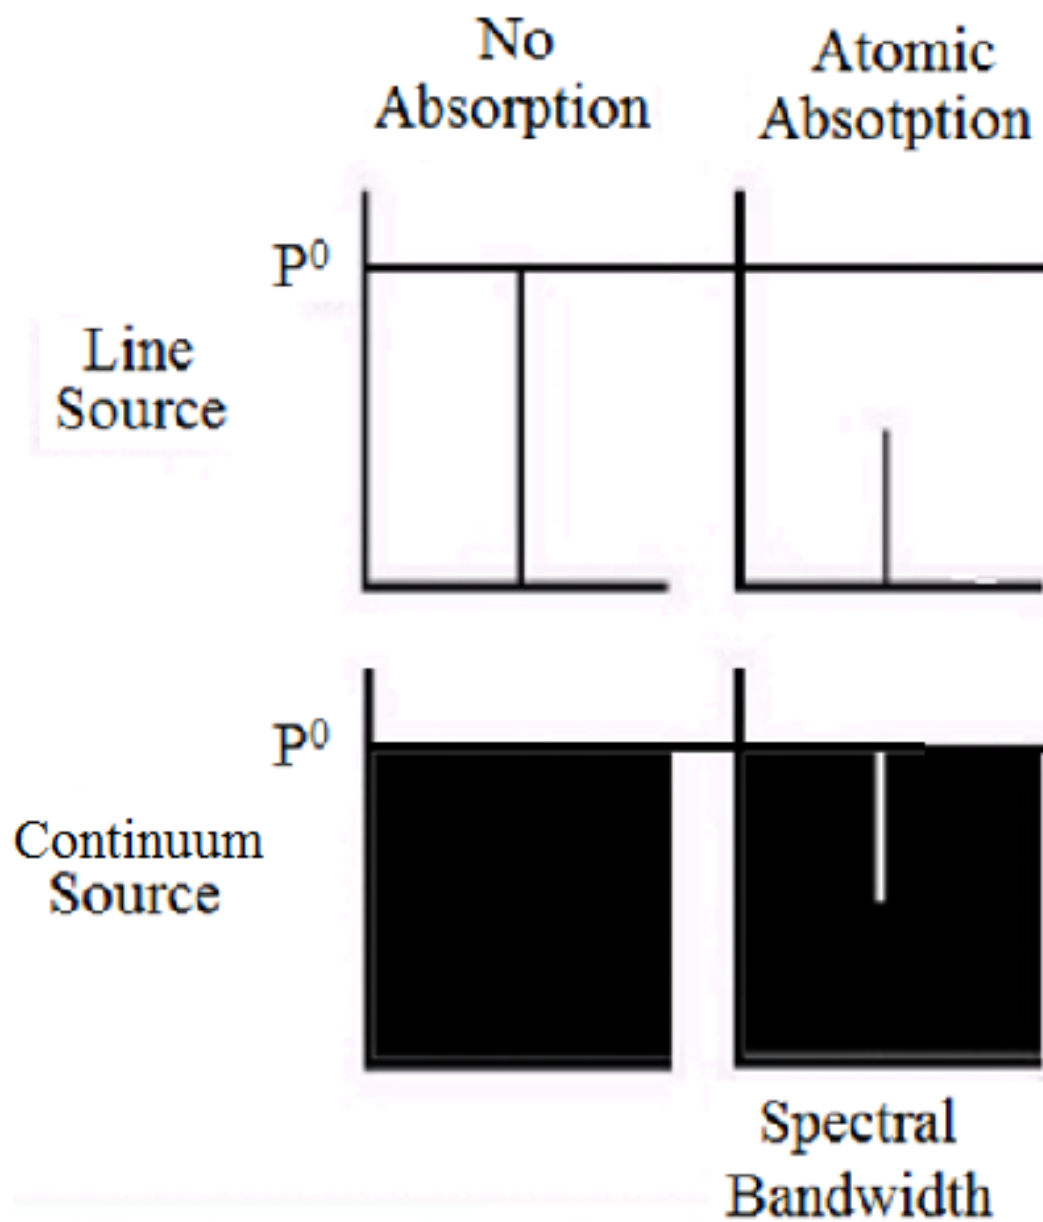 No
Absorption
Atomic
Absotption
P⁰
Line
Source
P⁰
Continuum
Source
Spectral
Bandwidth